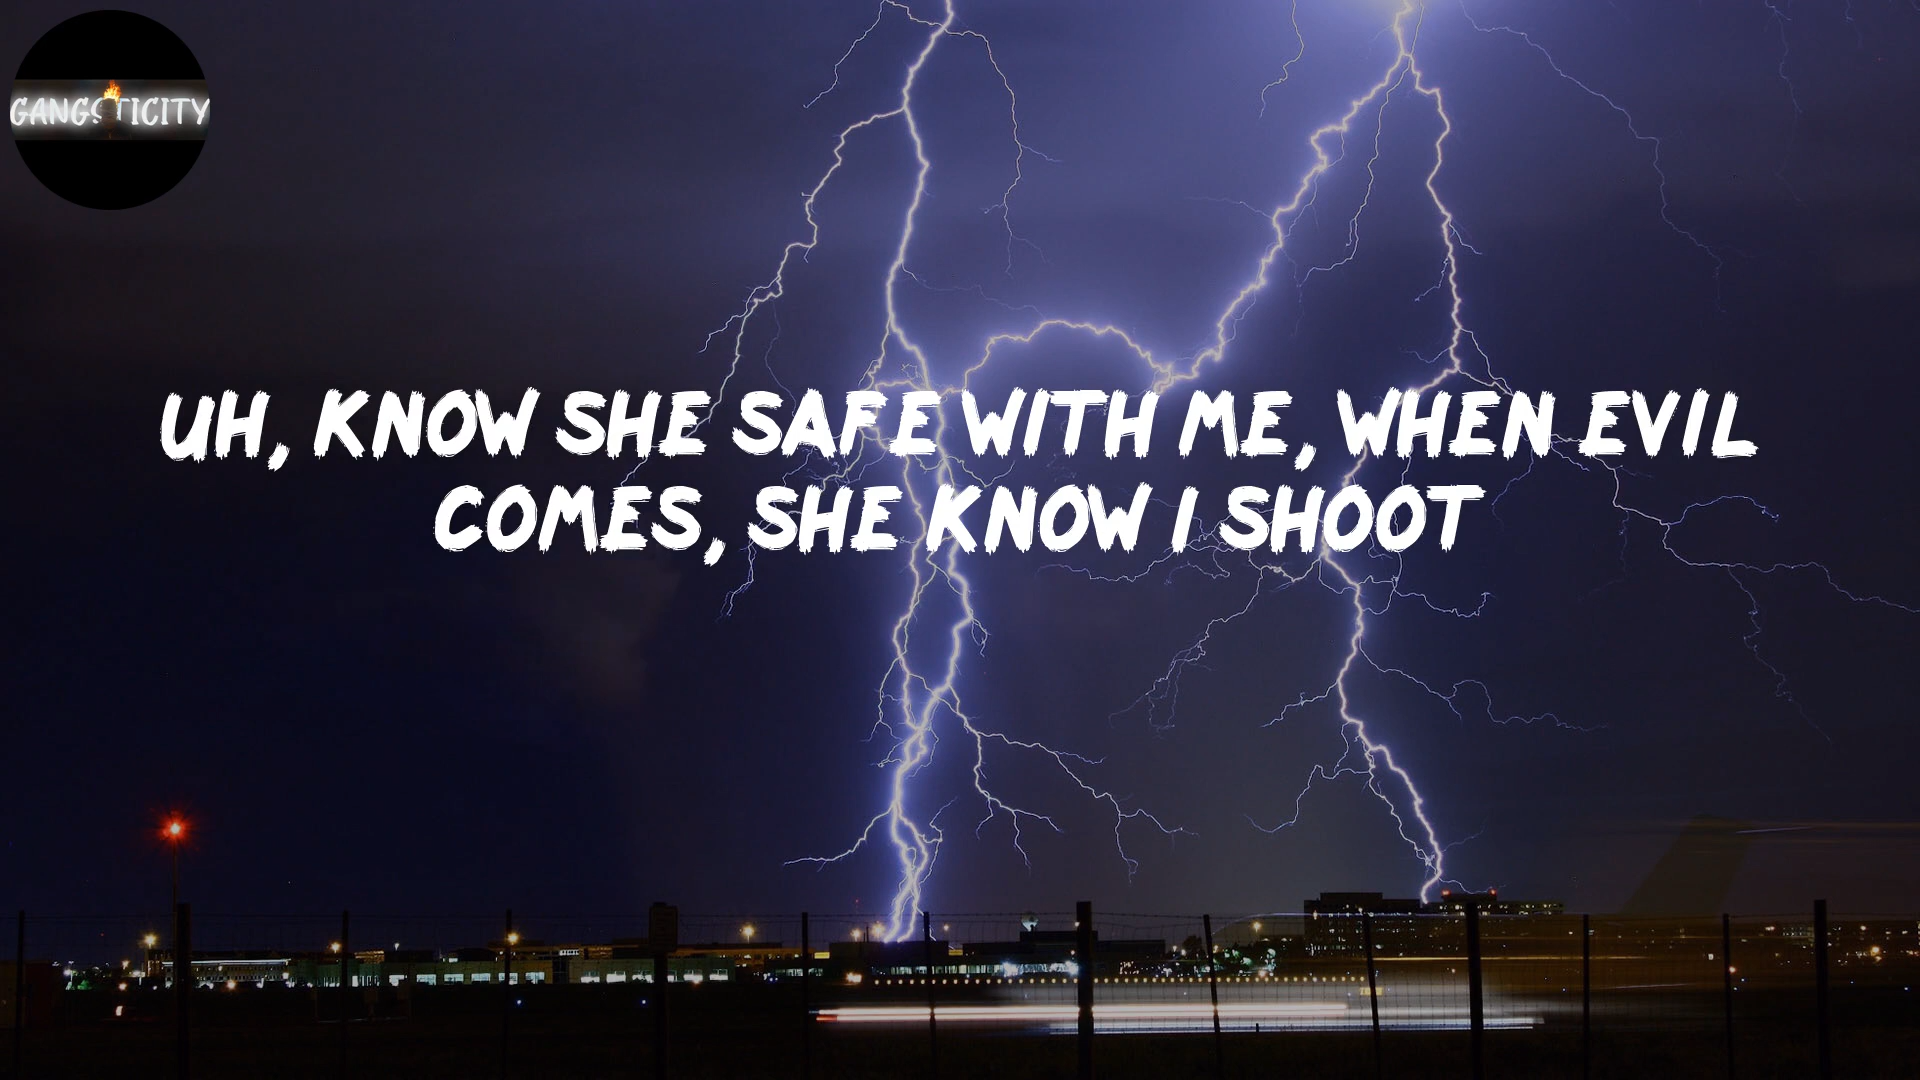 GANGSTICITY
UH, KNOW SHE SAFE WITH ME, WHEN EVIL
COMES, SHE KNOW I SHOOT